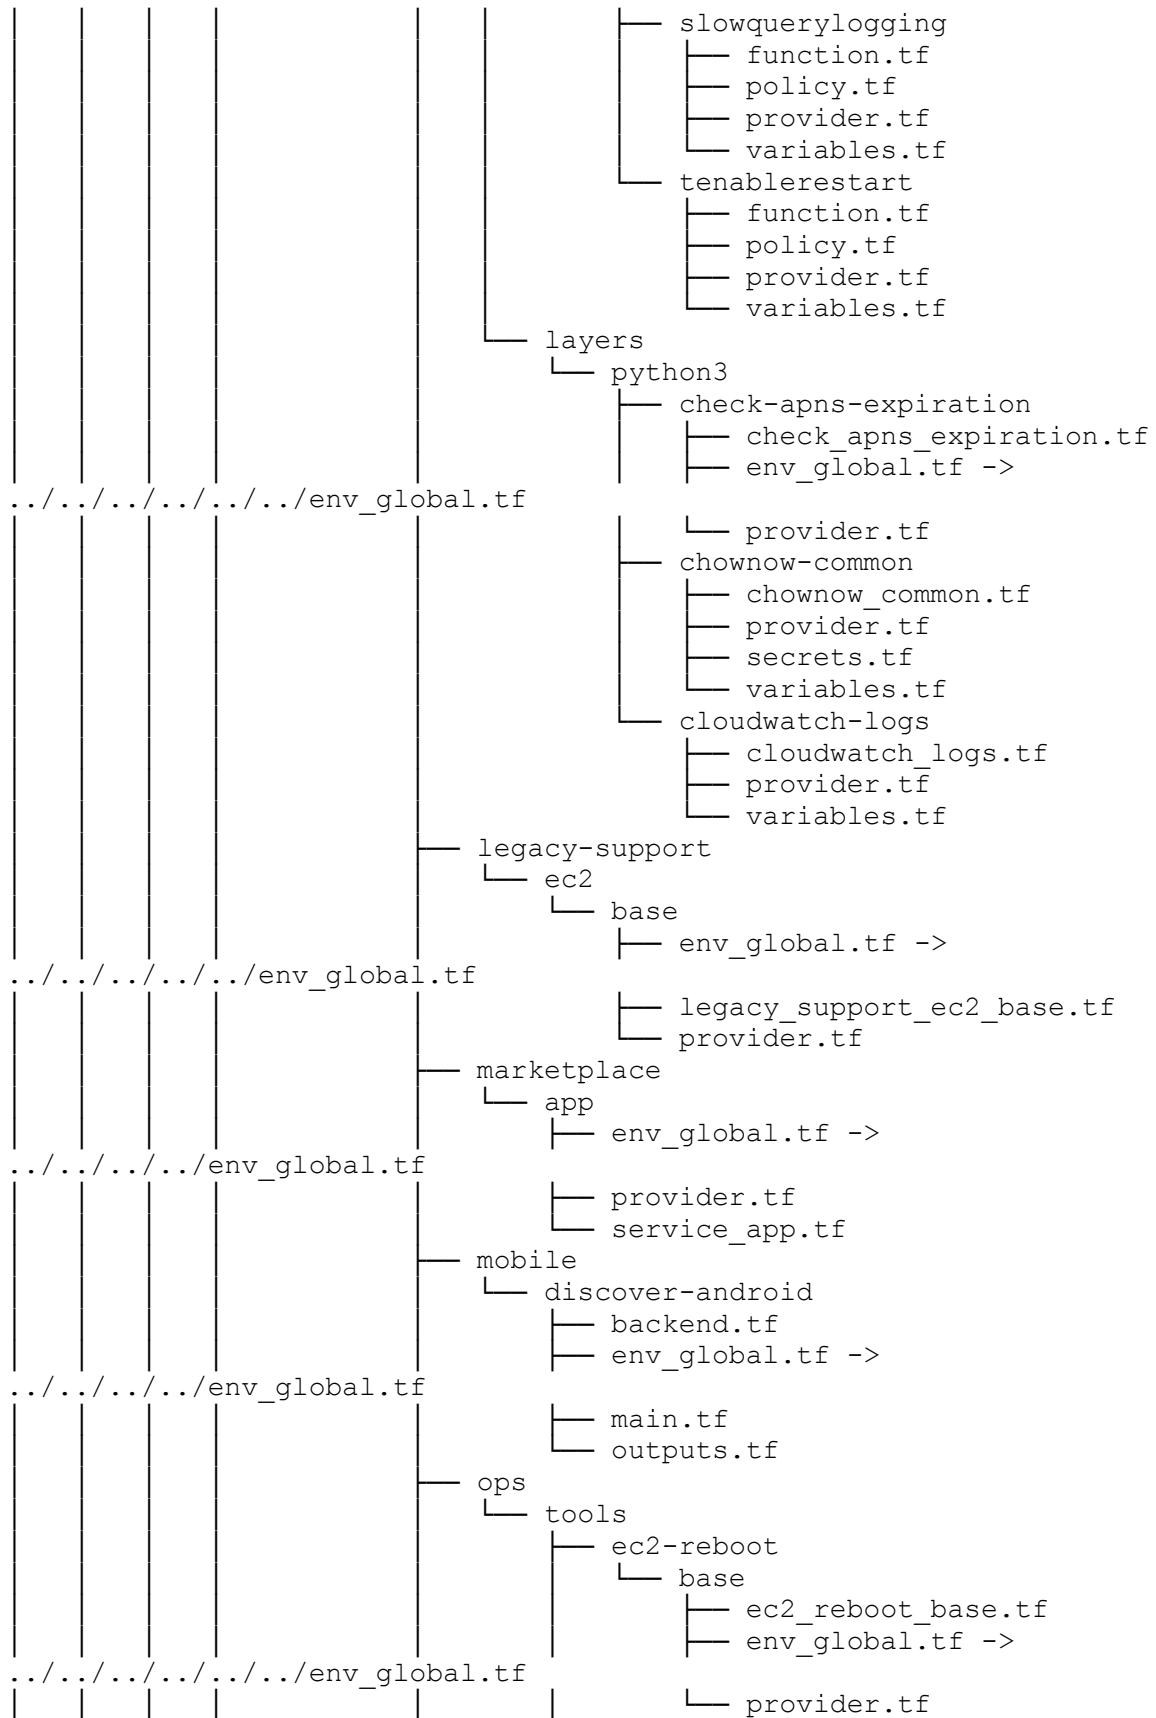 │   │   │   │           │   │       ├── slowquerylogging
│   │   │   │           │   │       │   ├── function.tf
│   │   │   │           │   │       │   ├── policy.tf
│   │   │   │           │   │       │   ├── provider.tf
│   │   │   │           │   │       │   └── variables.tf
│   │   │   │           │   │       └── tenablerestart
│   │   │   │           │   │           ├── function.tf
│   │   │   │           │   │           ├── policy.tf
│   │   │   │           │   │           ├── provider.tf
│   │   │   │           │   │           └── variables.tf
│   │   │   │           │   └── layers
│   │   │   │           │       └── python3
│   │   │   │           │           ├── check-apns-expiration
│   │   │   │           │           │   ├── check_apns_expiration.tf
│   │   │   │           │           │   ├── env_global.tf ->
../../../../../../env_global.tf
│   │   │   │           │           │   └── provider.tf
│   │   │   │           │           ├── chownow-common
│   │   │   │           │           │   ├── chownow_common.tf
│   │   │   │           │           │   ├── provider.tf
│   │   │   │           │           │   ├── secrets.tf
│   │   │   │           │           │   └── variables.tf
│   │   │   │           │           └── cloudwatch-logs
│   │   │   │           │               ├── cloudwatch_logs.tf
│   │   │   │           │               ├── provider.tf
│   │   │   │           │               └── variables.tf
│   │   │   │           ├── legacy-support
│   │   │   │           │   └── ec2
│   │   │   │           │       └── base
│   │   │   │           │           ├── env_global.tf ->
../../../../../env_global.tf
│   │   │   │           │           ├── legacy_support_ec2_base.tf
│   │   │   │           │           └── provider.tf
│   │   │   │           ├── marketplace
│   │   │   │           │   └── app
│   │   │   │           │       ├── env_global.tf ->
../../../../env_global.tf
│   │   │   │           │       ├── provider.tf
│   │   │   │           │       └── service_app.tf
│   │   │   │           ├── mobile
│   │   │   │           │   └── discover-android
│   │   │   │           │       ├── backend.tf
│   │   │   │           │       ├── env_global.tf ->
../../../../env_global.tf
│   │   │   │           │       ├── main.tf
│   │   │   │           │       └── outputs.tf
│   │   │   │           ├── ops
│   │   │   │           │   └── tools
│   │   │   │           │       ├── ec2-reboot
│   │   │   │           │       │   └── base
│   │   │   │           │       │       ├── ec2_reboot_base.tf
│   │   │   │           │       │       ├── env_global.tf ->
../../../../../../env_global.tf
│   │   │   │           │       │       └── provider.tf